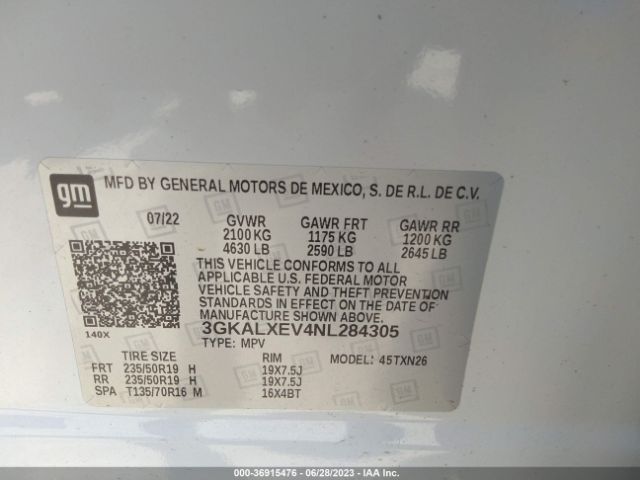 gm
MFD BY GENERAL MOTORS DE MEXICO, S. DE R.L. DE C.V.
07/22 GVWR GAWR FRT GAWR RR
2100 KG 1175 KG 1200 KG
4630 LB 2590 LB 2645 LB
THIS VEHICLE CONFORMS TO ALL
APPLICABLE U.S. FEDERAL MOTOR
VEHICLE SAFETY AND THEFT PREVENTION
STANDARDS IN EFFECT ON THE DATE OF
MANUFACTURE SHOWN ABOVE.
140X 3GKALXEV4NL284305
TYPE: MPV
TIRE SIZE RIM MODEL: 45TXN26
FRT 235/50R19 H 19X7.5J
RR 235/50R19 H 19X7.5J
SPA T135/70R16 M 16X4BT
000-36915476 - 06/28/2023 - IAAI.com